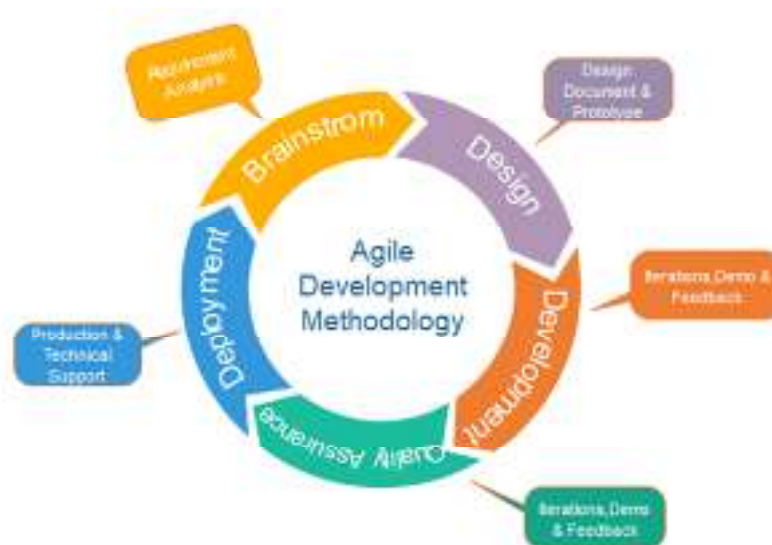 Requirement
Analysis
Brainstrom
Design
Document &
Prototype
Design
Agile
Development
Methodology
Iterations,Demo &
Feedback
Development
Production &
Technical
Support
Deployment
Quality Assurance
Iterations,Demo
& Feedback